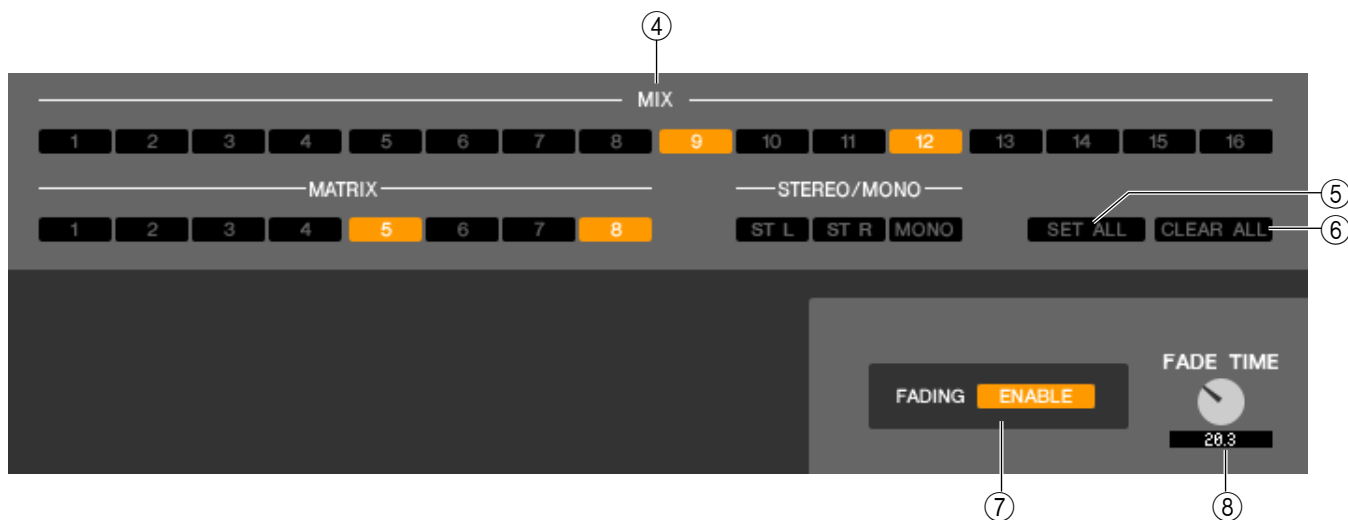 ④
MIX
1 2 3 4 5 6 7 8 9 10 11 12 13 14 15 16
MATRIX STEREO/MONO
⑤
1 2 3 4 5 6 7 8 ST L ST R MONO SET ALL CLEAR ALL
⑥
FADE TIME
FADING ENABLE
20.3
⑦ ⑧